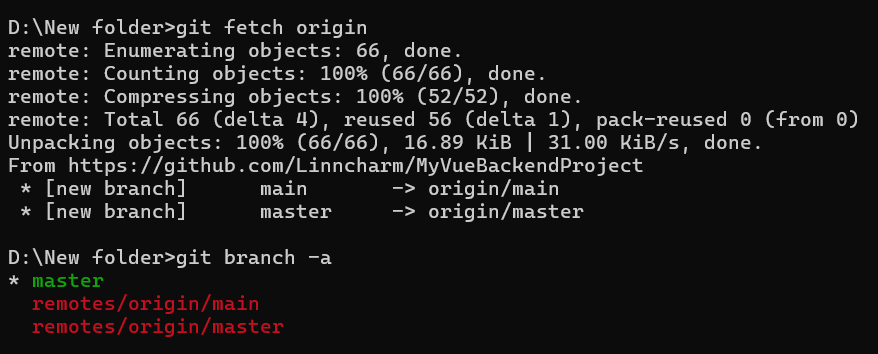 D:\New folder>git fetch origin
remote: Enumerating objects: 66, done.
remote: Counting objects: 100% (66/66), done.
remote: Compressing objects: 100% (52/52), done.
remote: Total 66 (delta 4), reused 56 (delta 1), pack-reused 0 (from 0)
Unpacking objects: 100% (66/66), 16.89 KiB | 31.00 KiB/s, done.
From https://github.com/Linncharm/MyVueBackendProject
 * [new branch]      main       -> origin/main
 * [new branch]      master     -> origin/master
D:\New folder>git branch -a
* master
  remotes/origin/main
  remotes/origin/master